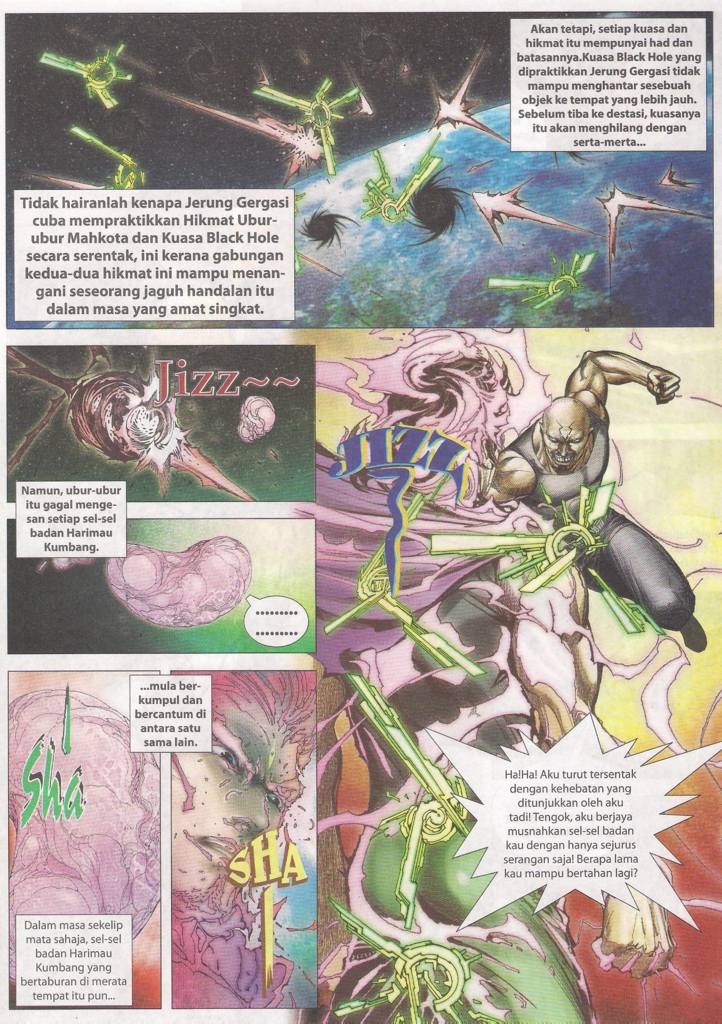 Akan tetapi, setiap kuasa dan
hikmat itu mempunyai had dan
batasannya.Kuasa Black Hole yang
dipraktikkan Jerung Gergasi tidak
mampu menghantar sesebuah
objek ke tempat yang lebih jauh.
Sebelum tiba ke destasi, kuasanya
itu akan menghilang dengan
serta-merta...
Tidak hairanlah kenapa Jerung Gergasi
cuba mempraktikkan Hikmat Ubur-
ubur Mahkota dan Kuasa Black Hole
secara serentak, ini kerana gabungan
kedua-dua hikmat ini mampu menan-
gani seseorang jaguh handalan itu
dalam masa yang amat singkat.
Jizz~~
Namun, ubur-ubur
itu gagal menge-
san setiap sel-sel
badan Harimau
Kumbang.
.........
.........
JIZZ
Sha
Dalam masa sekelip
mata sahaja, sel-sel
badan Harimau
Kumbang yang
bertaburan di merata
tempat itu pun...
...mula ber-
kumpul dan
bercantum di
antara satu
sama lain.
SHA
Ha!Ha! Aku turut tersentak
dengan kehebatan yang
ditunjukkan oleh aku
tadi! Tengok, aku berjaya
musnahkan sel-sel badan
kau dengan hanya sejurus
serangan saja! Berapa lama
kau mampu bertahan lagi?